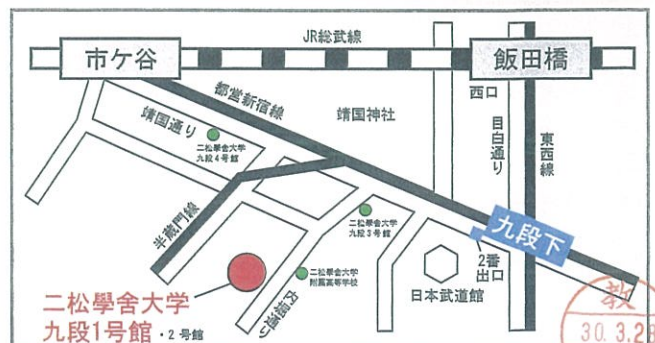 JR総武線
市ケ谷
飯田橋
西口
都営新宿線
靖国神社
靖国通り
目白通り
東西線
二松學舍大学
九段4号館
半蔵門線
二松學舍大学
九段3号館
九段下
2番
出口
二松學舍大学
附属高等学校
日本武道館
内堀通り
二松學舍大学
九段1号館・2号館
教
30.3.28